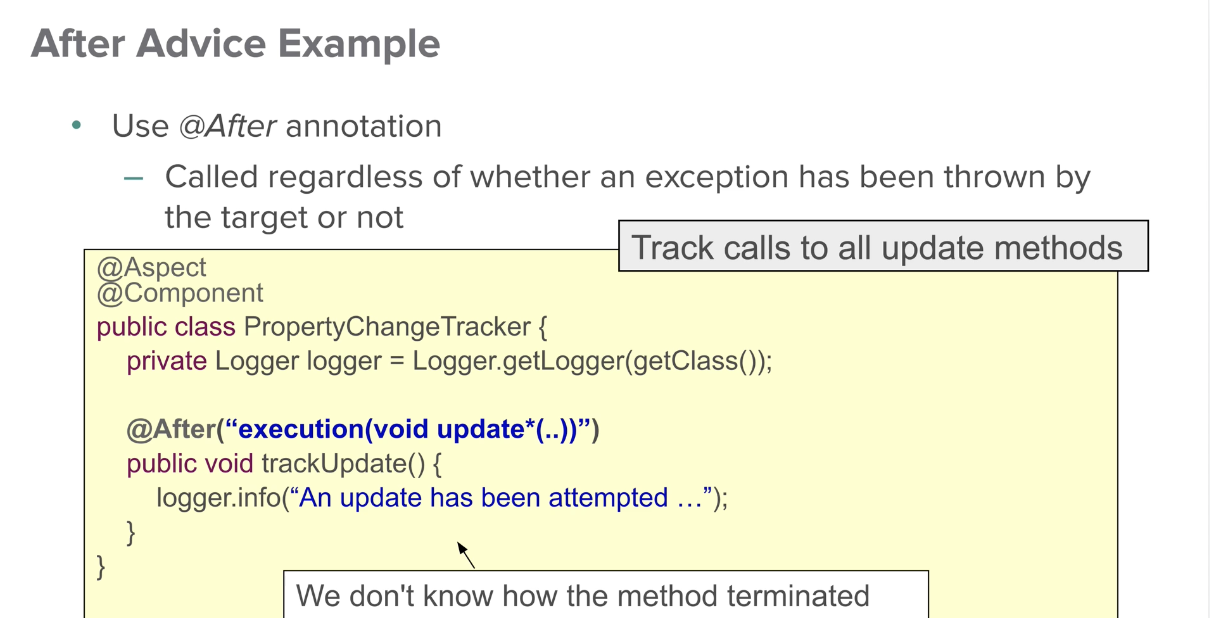 After Advice Example
• Use @After annotation
– Called regardless of whether an exception has been thrown by
the target or not
Track calls to all update methods
@Aspect
@Component
public class PropertyChangeTracker {
private Logger logger = Logger.getLogger(getClass());
@After(“execution(void update*(..))”)
public void trackUpdate() {
logger.info(“An update has been attempted …”);
}
}
We don't know how the method terminated